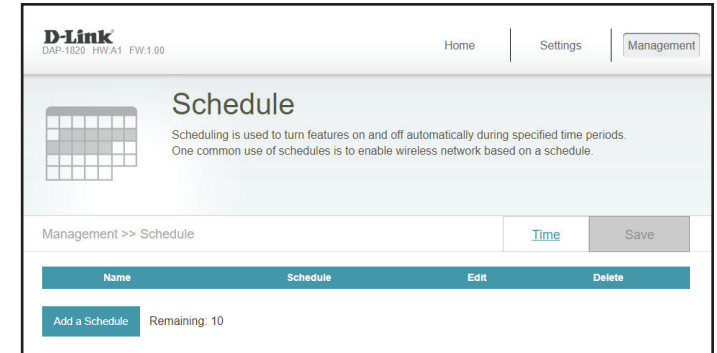 D-Link
DAP-1820 HW:A1 FW:1.00
Home Settings Management
Schedule
Scheduling is used to turn features on and off automatically during specified time periods.
One common use of schedules is to enable wireless network based on a schedule.
Management >> Schedule Time Save
Name Schedule Edit Delete
Add a Schedule Remaining: 10